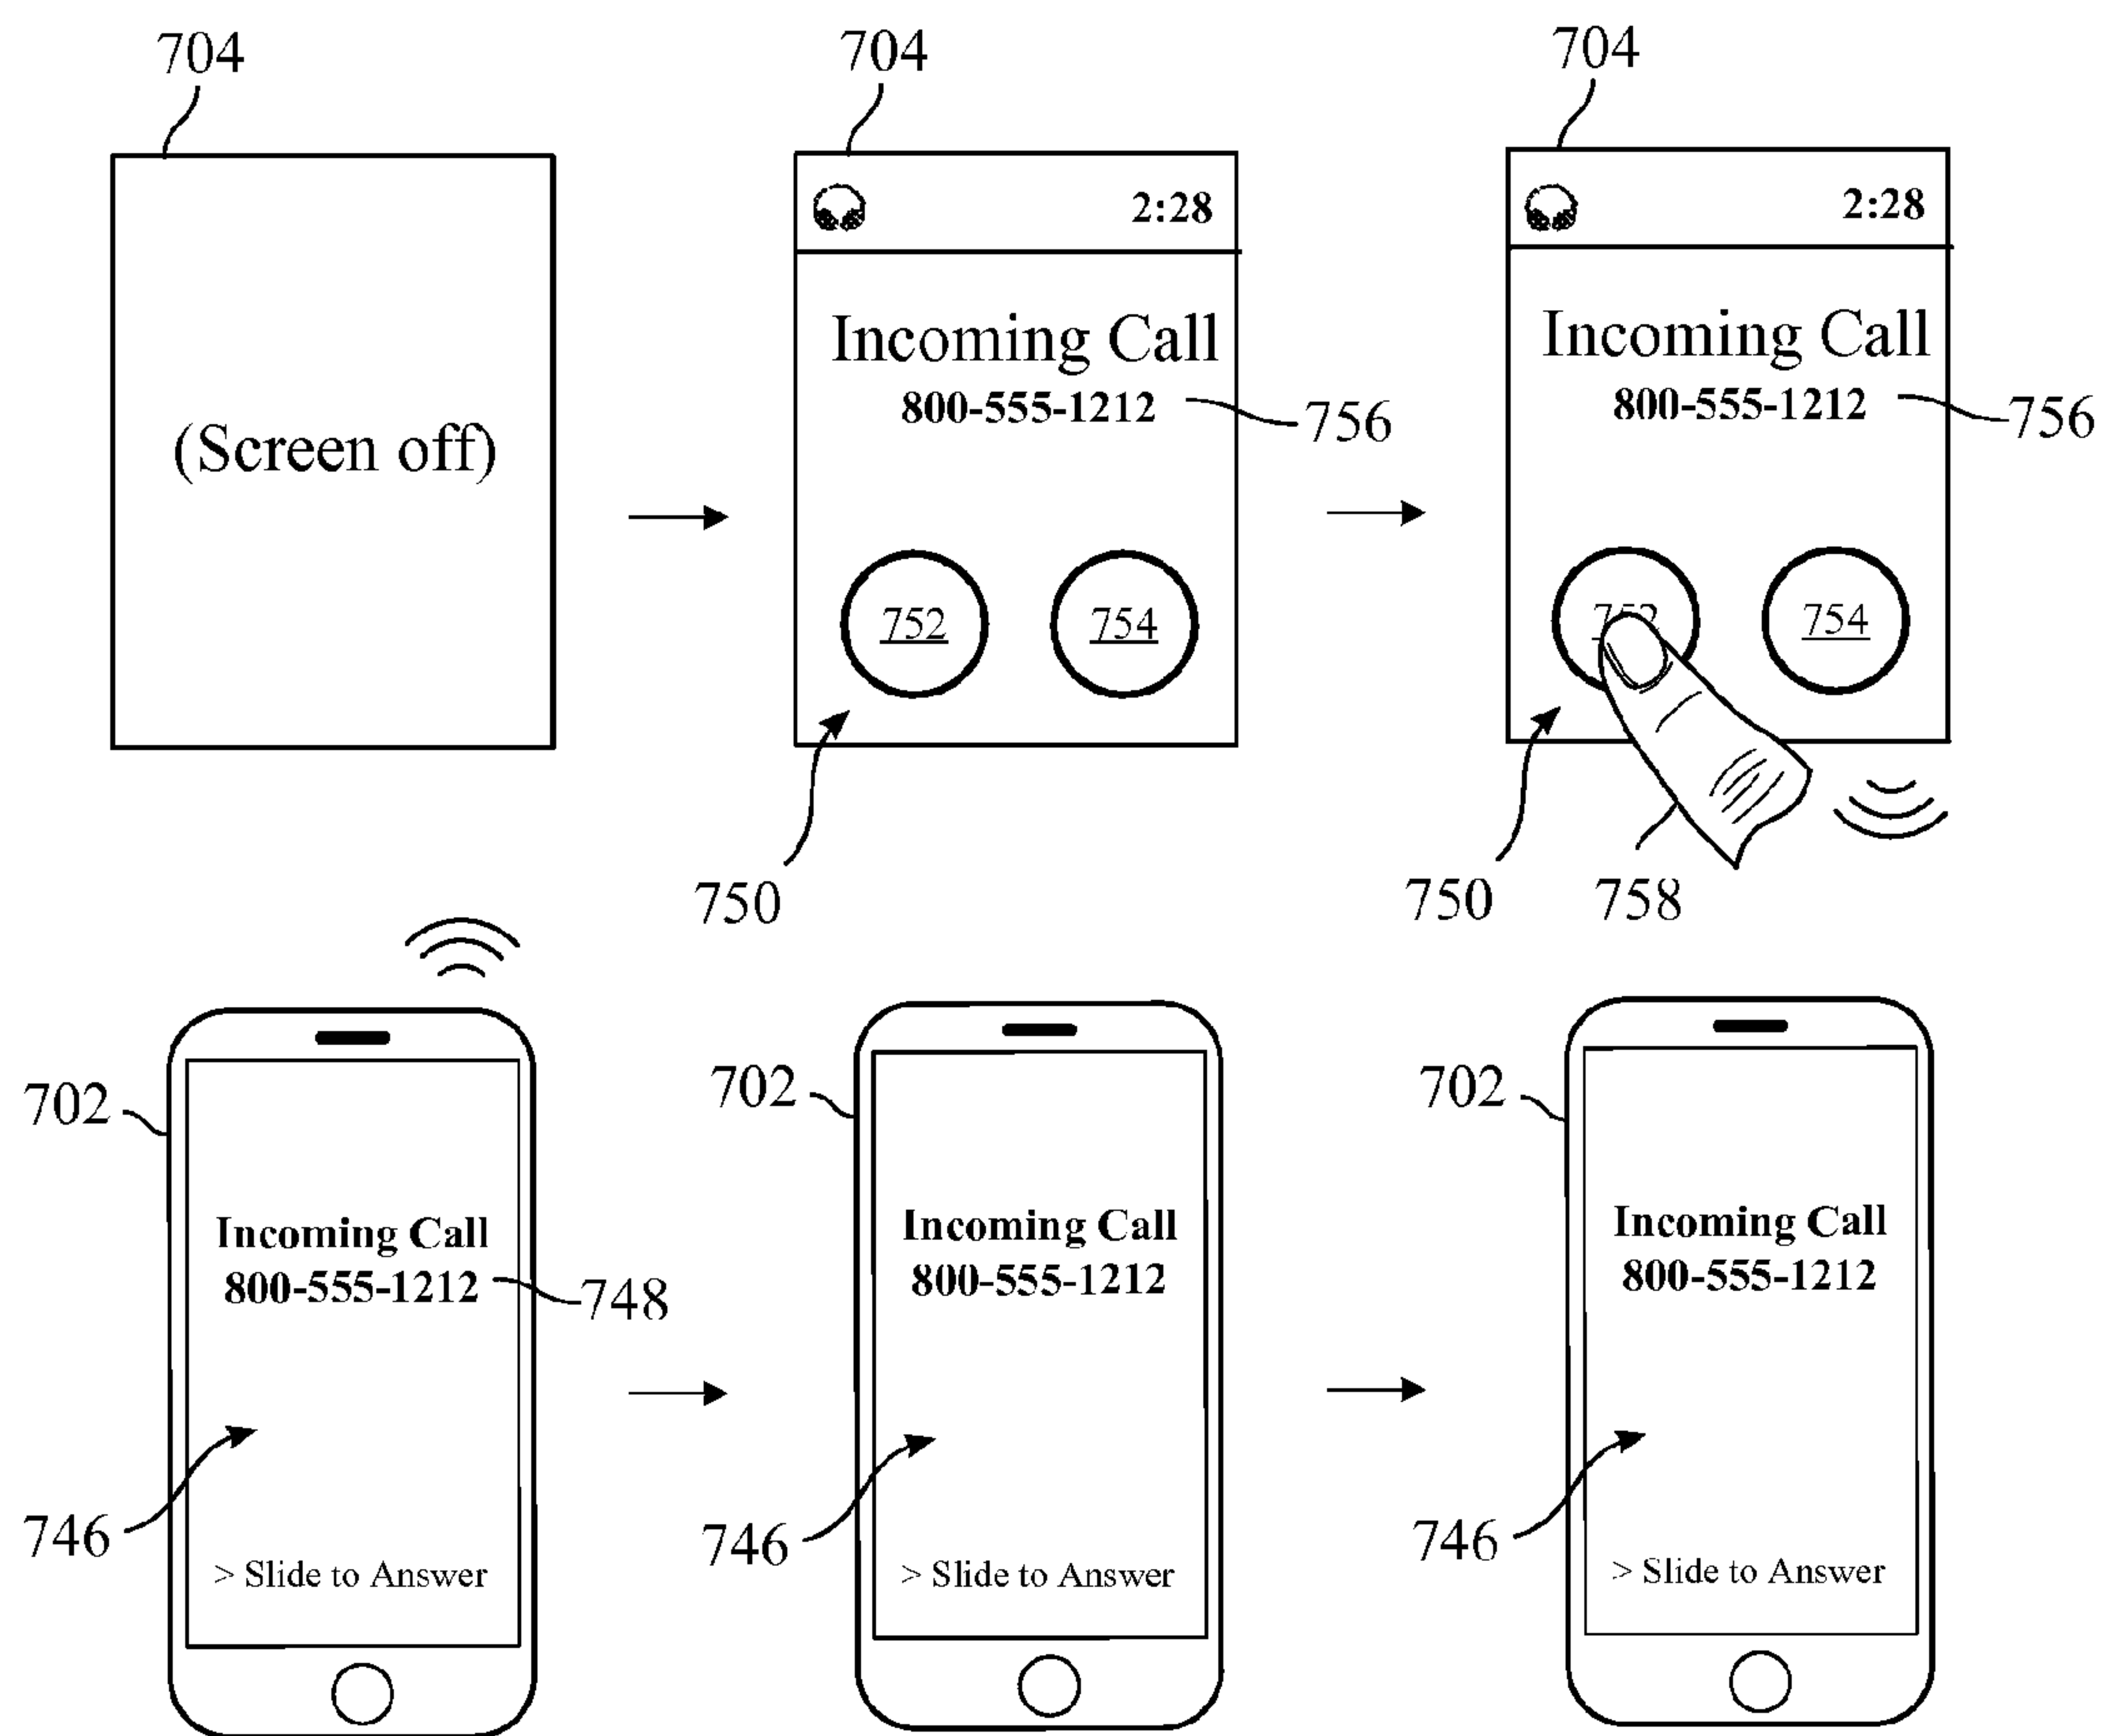 704
704
704
2:28
2:28
(Screen off)
Incoming Call
800-555-1212
756
Incoming Call
800-555-1212
756
752
754
752
754
750
750
758
702
Incoming Call
800-555-1212
748
746
> Slide to Answer
702
Incoming Call
800-555-1212
746
> Slide to Answer
702
Incoming Call
800-555-1212
746
> Slide to Answer